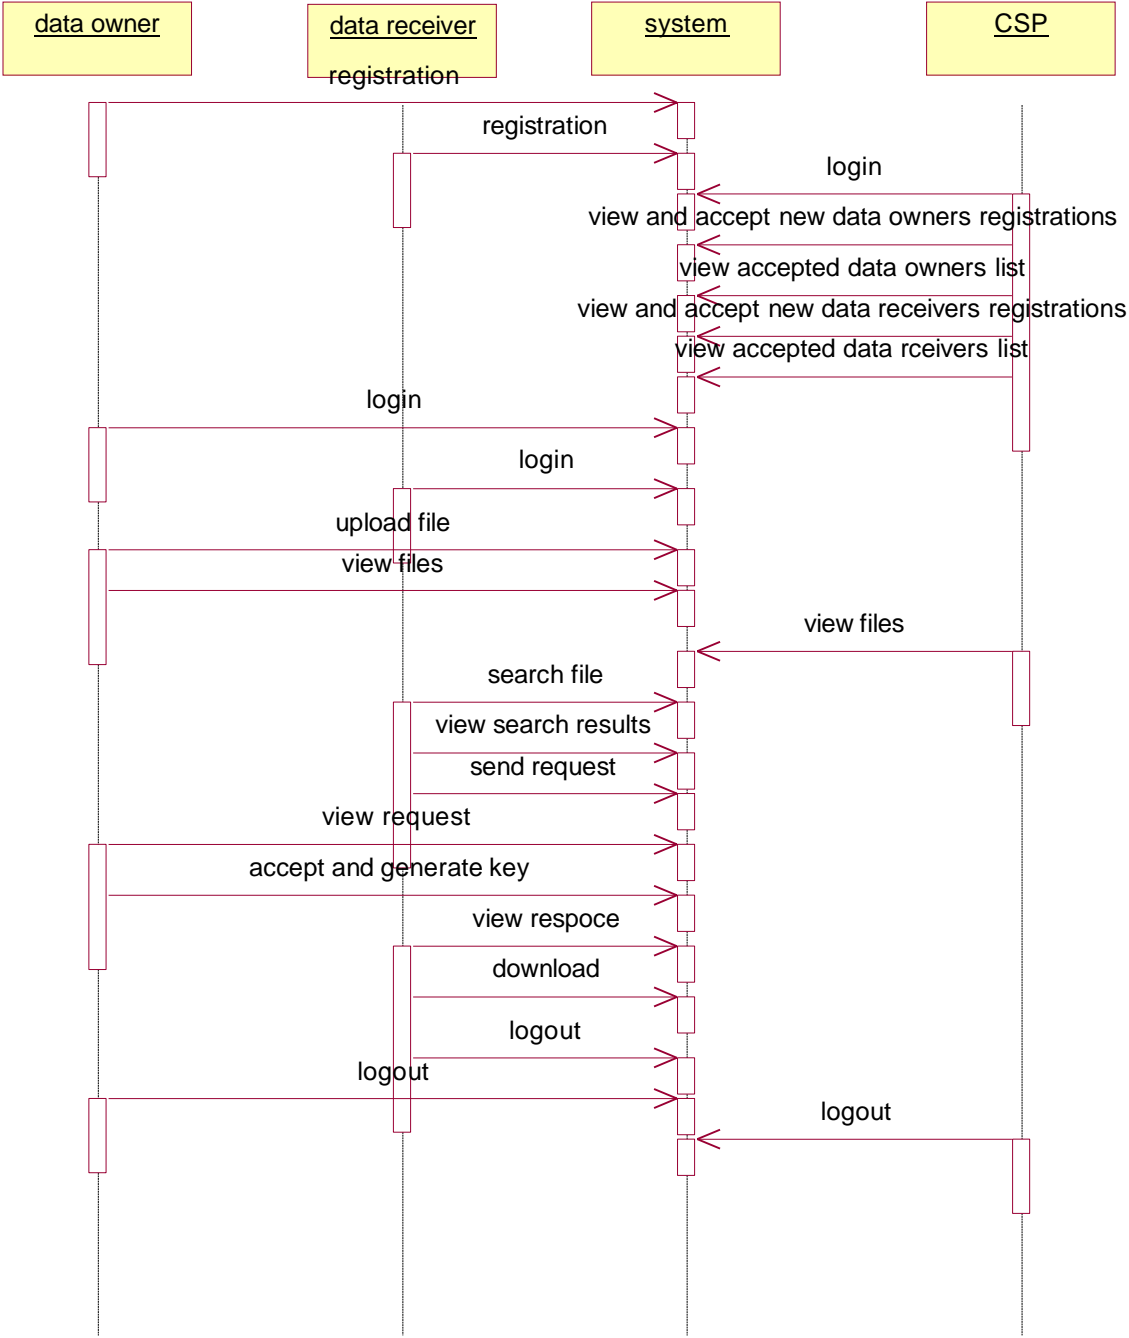 data owner
data receiver
system
CSP
registration
registration
login
view and accept new data owners registrations
view accepted data owners list
view and accept new data receivers registrations
view accepted data rceivers list
login
login
upload file
view files
view files
search file
view search results
send request
view request
accept and generate key
view respoce
download
logout
logout
logout